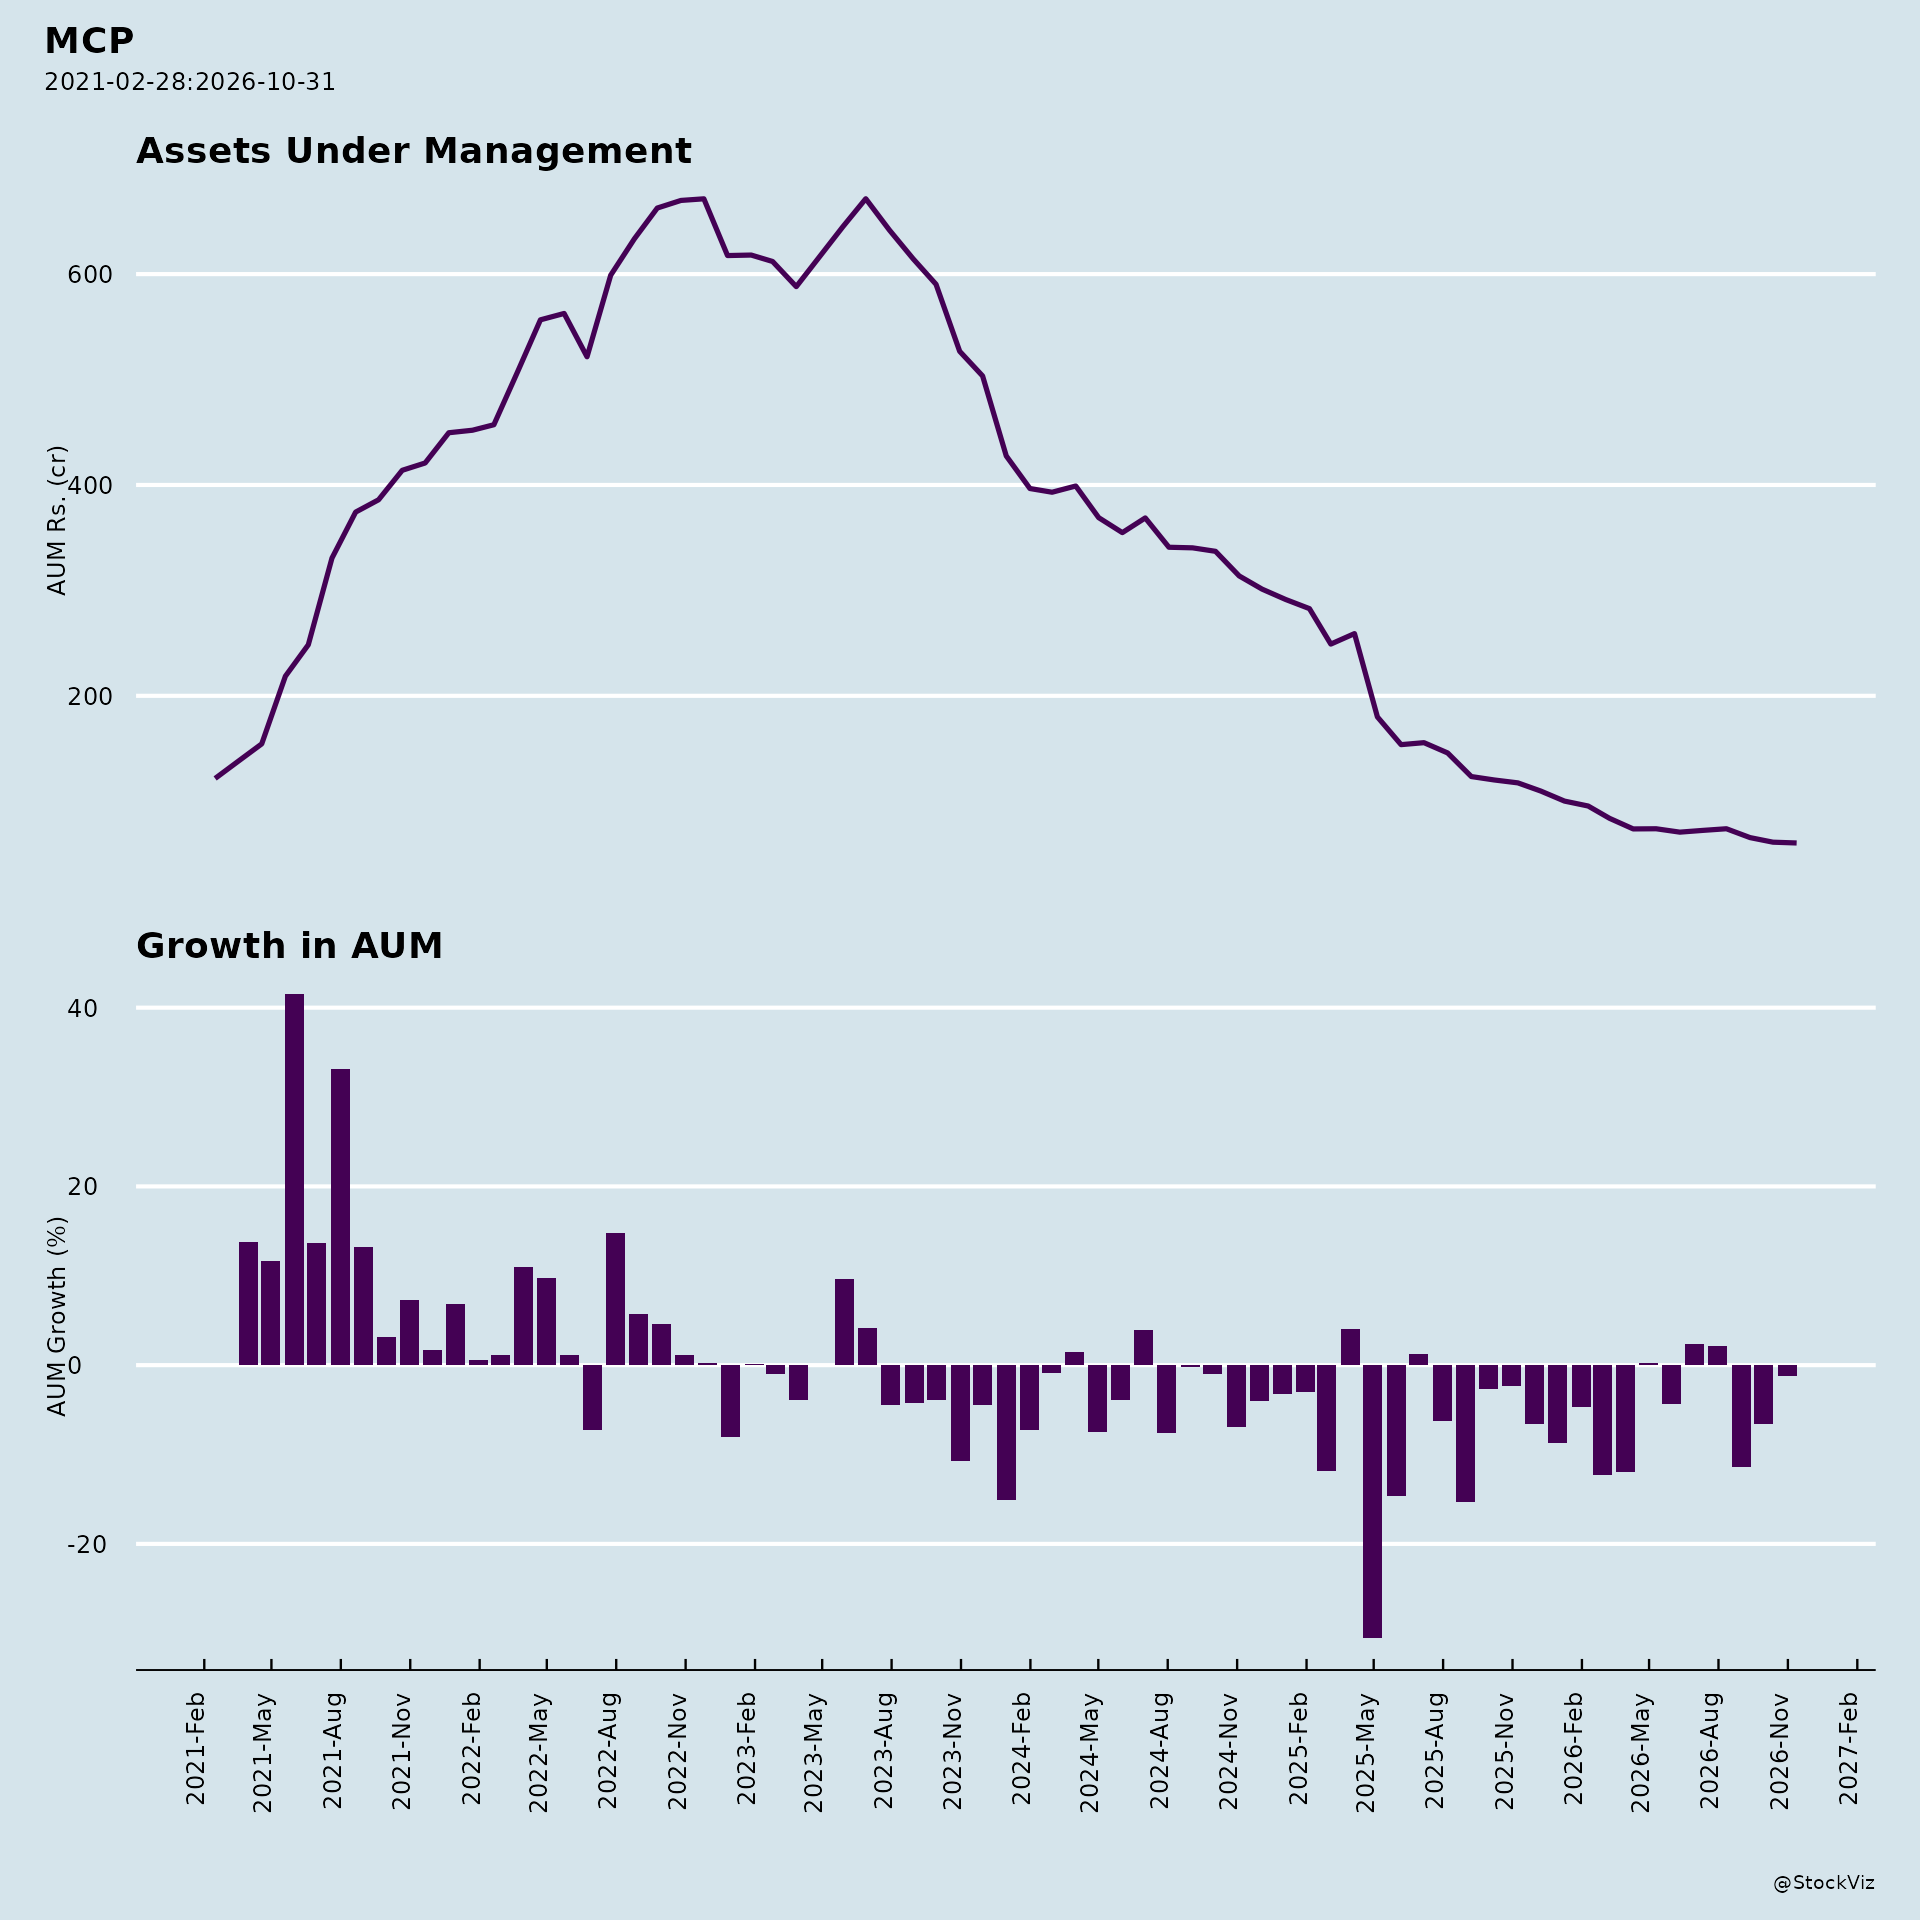 MCP
2021-02-28:2026-10-31
Assets Under Management
AUM Rs. (cr)
600
400
200
Growth in AUM
AUM Growth (%)
40
20
0
-20
2021-Feb
2021-May
2021-Aug
2021-Nov
2022-Feb
2022-May
2022-Aug
2022-Nov
2023-Feb
2023-May
2023-Aug
2023-Nov
2024-Feb
2024-May
2024-Aug
2024-Nov
2025-Feb
2025-May
2025-Aug
2025-Nov
2026-Feb
2026-May
2026-Aug
2026-Nov
2027-Feb
@StockViz